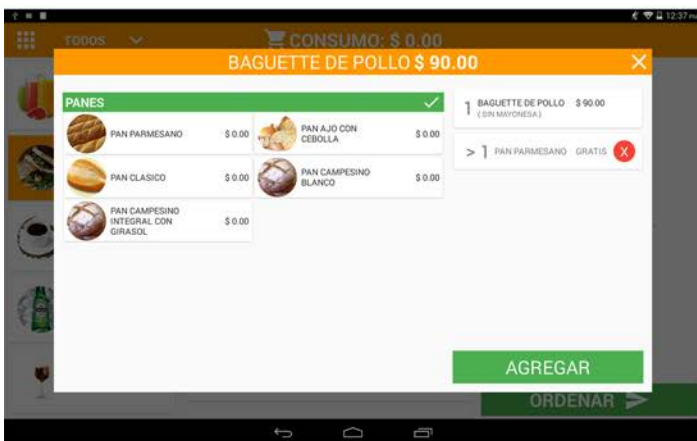 12:37 m
TODOS
CONSUMO: $ 0.00
BAGUETTE DE POLLO $ 90.00
PANES
PAN PARMESANO $ 0.00
PAN AJO CON
CEBOLLA $ 0.00
PAN CLASICO $ 0.00
PAN CAMPESINO
BLANCO $ 0.00
PAN CAMPESINO
INTEGRAL CON
GIRASOL $ 0.00
1 BAGUETTE DE POLLO $ 90.00
( SIN MAYONESA )
> 1 PAN PARMESANO GRATIS X
AGREGAR
ORDENAR